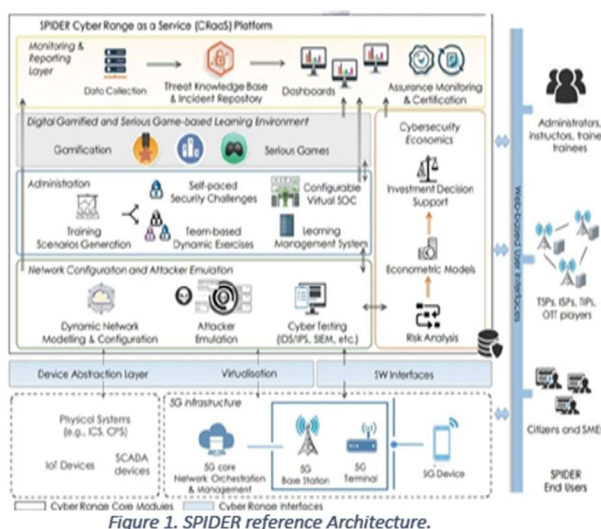 SPIDER Cyber Range as a Service (CRaaS) Platform
Monitoring &
Reporting
Layer
Data Collection
Threat Knowledge Base
& Incident Repository
Dashboards
Assurance Monitoring
& Certification
Digital Gamified and Serious Game-based Learning Environment
Gamification
Serious Games
Cybersecurity
Economics
Investment Decision
Support
Econometric Models
Risk Analysis
Administration
Training
Scenarios Generation
Self-paced
Security Challenges
Team-based
Dynamic Exercises
Configurable
Virtual SOC
Learning
Management System
Network Configuration and Attacker Emulation
Dynamic Network
Modelling & Configuration
Attacker
Emulation
Cyber Testing
(IDS/IPS, SIEM, etc.)
Device Abstraction Layer
Virtualisation
SW Interfaces
Physical Systems
(e.g., ICS, CPS)
IoT Devices
SCADA
devices
5G infrastructure
5G core
Network Orchestration
& Management
5G
Base Station
5G
Terminal
5G Device
Web-based User Interfaces
Administrators,
instuctors, traine
trainees
TSPs, ISPs, TIPs,
OTT players
Citizens and SMEs
SPIDER
End Users
Cyber Range Core Modules
Cyber Range Interfaces
Figure 1. SPIDER reference Architecture.